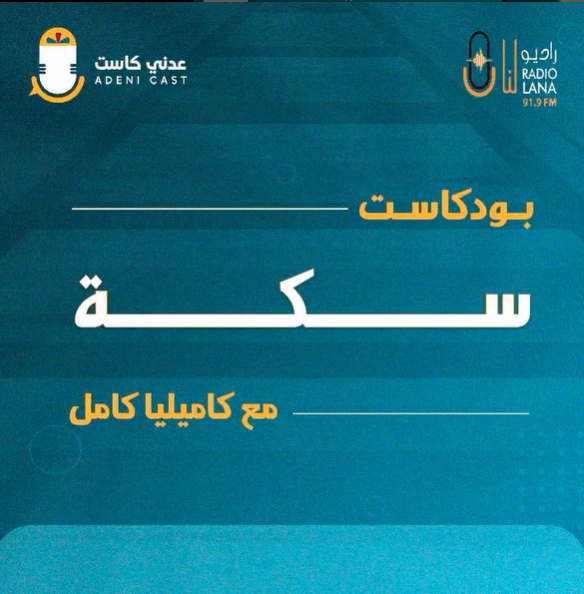 عدني كاست
ADENI CAST
راديو
لنا
RADIO
LANA
91.9 FM
بودكاست
سكة
مع كاميليا كامل